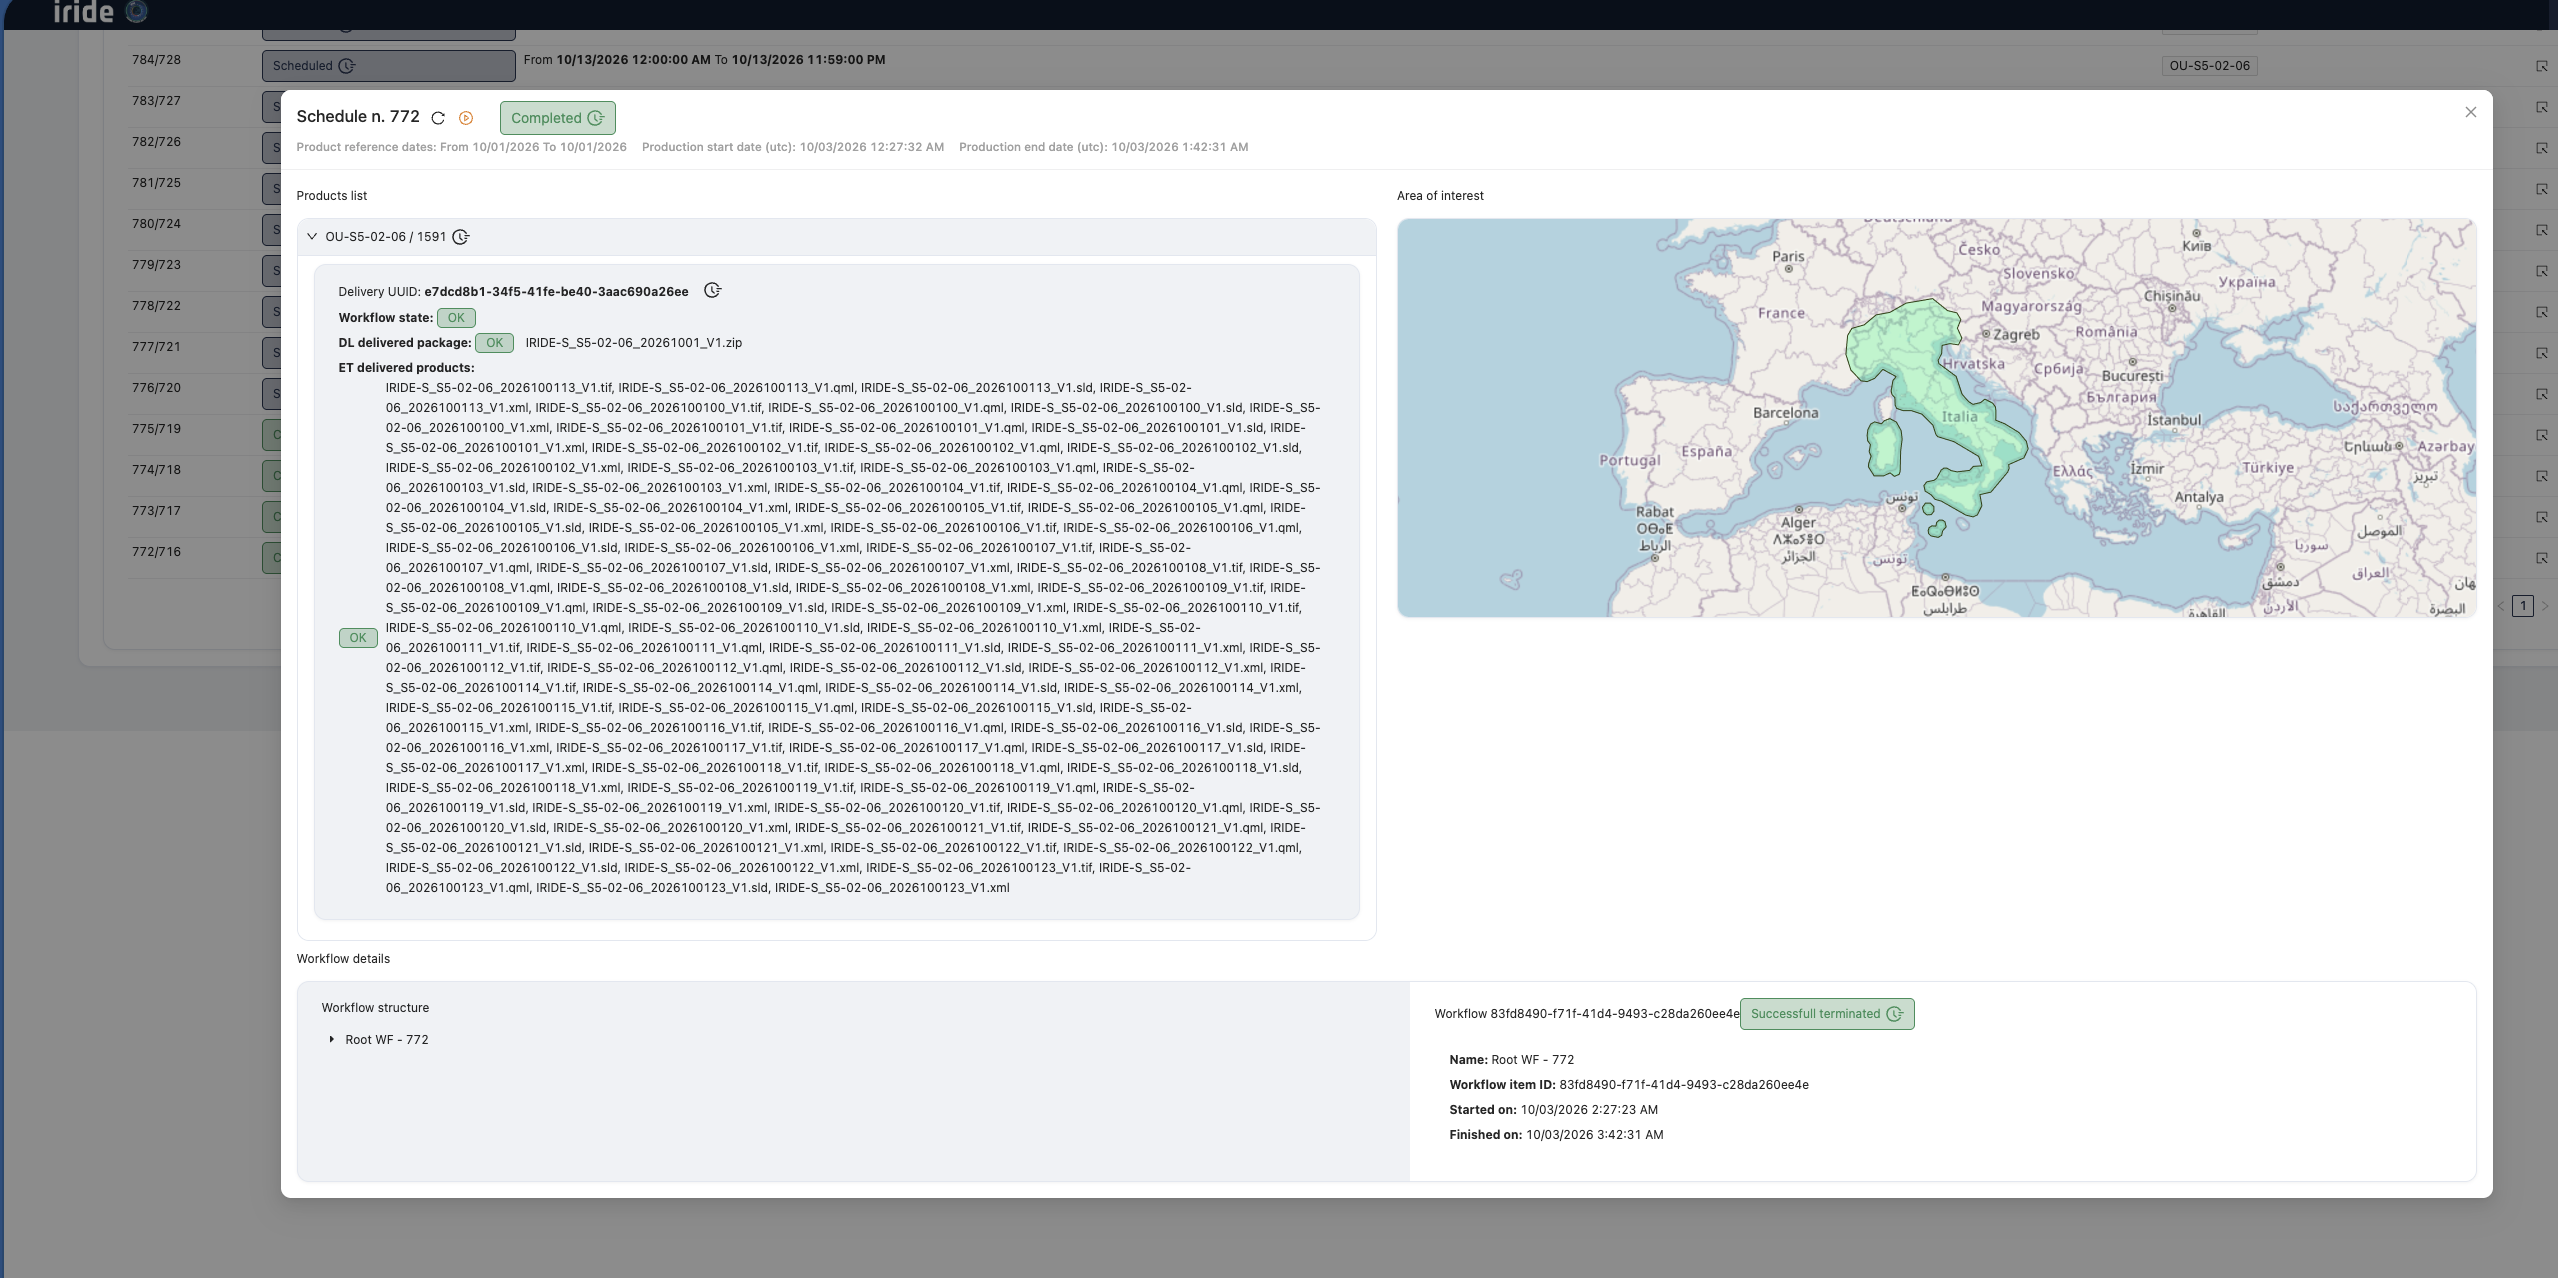 iride
784/728
Scheduled
From 10/13/2026 12:00:00 AM To 10/13/2026 11:59:00 PM
OU-S5-02-06
783/727
782/726
781/725
780/724
779/723
778/722
777/721
776/720
775/719
774/718
773/717
772/716
1
Schedule n. 772
Completed
Product reference dates: From 10/01/2026 To 10/01/2026
Production start date (utc): 10/03/2026 12:27:32 AM
Production end date (utc): 10/03/2026 1:42:31 AM
Products list
OU-S5-02-06 / 1591
Delivery UUID: e7dcd8b1-34f5-41fe-be40-3aac690a26ee
Workflow state: OK
DL delivered package: OK IRIDE-S_S5-02-06_20261001_V1.zip
ET delivered products:
OK
IRIDE-S_S5-02-06_2026100113_V1.tif, IRIDE-S_S5-02-06_2026100113_V1.qml, IRIDE-S_S5-02-06_2026100113_V1.sld, IRIDE-S_S5-02-
06_2026100113_V1.xml, IRIDE-S_S5-02-06_2026100100_V1.tif, IRIDE-S_S5-02-06_2026100100_V1.qml, IRIDE-S_S5-02-06_2026100100_V1.sld, IRIDE-S_S5-
02-06_2026100100_V1.xml, IRIDE-S_S5-02-06_2026100101_V1.tif, IRIDE-S_S5-02-06_2026100101_V1.qml, IRIDE-S_S5-02-06_2026100101_V1.sld, IRIDE-
S_S5-02-06_2026100101_V1.xml, IRIDE-S_S5-02-06_2026100102_V1.tif, IRIDE-S_S5-02-06_2026100102_V1.qml, IRIDE-S_S5-02-06_2026100102_V1.sld,
IRIDE-S_S5-02-06_2026100102_V1.xml, IRIDE-S_S5-02-06_2026100103_V1.tif, IRIDE-S_S5-02-06_2026100103_V1.qml, IRIDE-S_S5-02-
06_2026100103_V1.sld, IRIDE-S_S5-02-06_2026100103_V1.xml, IRIDE-S_S5-02-06_2026100104_V1.tif, IRIDE-S_S5-02-06_2026100104_V1.qml, IRIDE-S_S5-
02-06_2026100104_V1.sld, IRIDE-S_S5-02-06_2026100104_V1.xml, IRIDE-S_S5-02-06_2026100105_V1.tif, IRIDE-S_S5-02-06_2026100105_V1.qml, IRIDE-
S_S5-02-06_2026100105_V1.sld, IRIDE-S_S5-02-06_2026100105_V1.xml, IRIDE-S_S5-02-06_2026100106_V1.tif, IRIDE-S_S5-02-06_2026100106_V1.qml,
IRIDE-S_S5-02-06_2026100106_V1.sld, IRIDE-S_S5-02-06_2026100106_V1.xml, IRIDE-S_S5-02-06_2026100107_V1.tif, IRIDE-S_S5-02-
06_2026100107_V1.qml, IRIDE-S_S5-02-06_2026100107_V1.sld, IRIDE-S_S5-02-06_2026100107_V1.xml, IRIDE-S_S5-02-06_2026100108_V1.tif, IRIDE-S_S5-
02-06_2026100108_V1.qml, IRIDE-S_S5-02-06_2026100108_V1.sld, IRIDE-S_S5-02-06_2026100108_V1.xml, IRIDE-S_S5-02-06_2026100109_V1.tif, IRIDE-
S_S5-02-06_2026100109_V1.qml, IRIDE-S_S5-02-06_2026100109_V1.sld, IRIDE-S_S5-02-06_2026100109_V1.xml, IRIDE-S_S5-02-06_2026100110_V1.tif,
IRIDE-S_S5-02-06_2026100110_V1.qml, IRIDE-S_S5-02-06_2026100110_V1.sld, IRIDE-S_S5-02-06_2026100110_V1.xml, IRIDE-S_S5-02-
06_2026100111_V1.tif, IRIDE-S_S5-02-06_2026100111_V1.qml, IRIDE-S_S5-02-06_2026100111_V1.sld, IRIDE-S_S5-02-06_2026100111_V1.xml, IRIDE-S_S5-
02-06_2026100112_V1.tif, IRIDE-S_S5-02-06_2026100112_V1.qml, IRIDE-S_S5-02-06_2026100112_V1.sld, IRIDE-S_S5-02-06_2026100112_V1.xml, IRIDE-
S_S5-02-06_2026100114_V1.tif, IRIDE-S_S5-02-06_2026100114_V1.qml, IRIDE-S_S5-02-06_2026100114_V1.sld, IRIDE-S_S5-02-06_2026100114_V1.xml,
IRIDE-S_S5-02-06_2026100115_V1.tif, IRIDE-S_S5-02-06_2026100115_V1.qml, IRIDE-S_S5-02-06_2026100115_V1.sld, IRIDE-S_S5-02-
06_2026100115_V1.xml, IRIDE-S_S5-02-06_2026100116_V1.tif, IRIDE-S_S5-02-06_2026100116_V1.qml, IRIDE-S_S5-02-06_2026100116_V1.sld, IRIDE-S_S5-
02-06_2026100116_V1.xml, IRIDE-S_S5-02-06_2026100117_V1.tif, IRIDE-S_S5-02-06_2026100117_V1.qml, IRIDE-S_S5-02-06_2026100117_V1.sld, IRIDE-
S_S5-02-06_2026100117_V1.xml, IRIDE-S_S5-02-06_2026100118_V1.tif, IRIDE-S_S5-02-06_2026100118_V1.qml, IRIDE-S_S5-02-06_2026100118_V1.sld,
IRIDE-S_S5-02-06_2026100118_V1.xml, IRIDE-S_S5-02-06_2026100119_V1.tif, IRIDE-S_S5-02-06_2026100119_V1.qml, IRIDE-S_S5-02-
06_2026100119_V1.sld, IRIDE-S_S5-02-06_2026100119_V1.xml, IRIDE-S_S5-02-06_2026100120_V1.tif, IRIDE-S_S5-02-06_2026100120_V1.qml, IRIDE-S_S5-
02-06_2026100120_V1.sld, IRIDE-S_S5-02-06_2026100120_V1.xml, IRIDE-S_S5-02-06_2026100121_V1.tif, IRIDE-S_S5-02-06_2026100121_V1.qml, IRIDE-
S_S5-02-06_2026100121_V1.sld, IRIDE-S_S5-02-06_2026100121_V1.xml, IRIDE-S_S5-02-06_2026100122_V1.tif, IRIDE-S_S5-02-06_2026100122_V1.qml,
IRIDE-S_S5-02-06_2026100122_V1.sld, IRIDE-S_S5-02-06_2026100122_V1.xml, IRIDE-S_S5-02-06_2026100123_V1.tif, IRIDE-S_S5-02-
06_2026100123_V1.qml, IRIDE-S_S5-02-06_2026100123_V1.sld, IRIDE-S_S5-02-06_2026100123_V1.xml
Area of interest
Deutschland
Paris
Česko
Київ
Slovensko
Україна
France
Magyarország
Chișinău
Zagreb
România
Hrvatska
Србија
București
Barcelona
Italia
България
İstanbul
საქართველო
Portugal
España
Ελλάς
İzmir
Türkiye
Antalya
Azərbay
تبريز
Rabat
ⵔⴱⴰⵟ
الرباط
Alger
الجزائر
تونس
تونس
طرابلس
سوريا
الموصل
دمشق
العراق
الأردن
القاهرة
البصرة
Workflow details
Workflow structure
Root WF - 772
Workflow 83fd8490-f71f-41d4-9493-c28da260ee4e Successfull terminated
Name: Root WF - 772
Workflow item ID: 83fd8490-f71f-41d4-9493-c28da260ee4e
Started on: 10/03/2026 2:27:23 AM
Finished on: 10/03/2026 3:42:31 AM